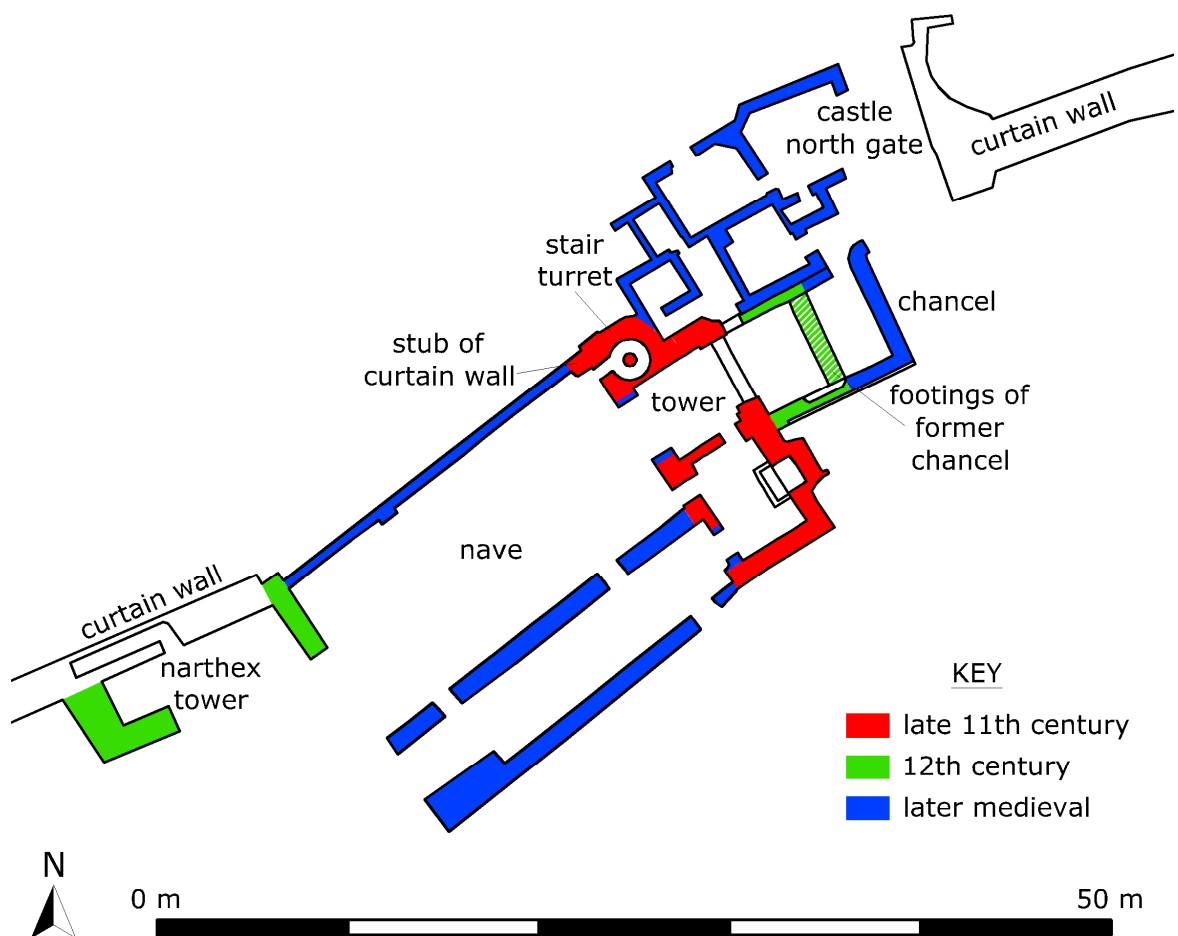 castle
north gate
curtain wall
stair
turret
chancel
stub of
curtain wall
tower
footings of
former
chancel
nave
curtain wall
narthex
tower
KEY
late 11th century
12th century
later medieval
N
0 m
50 m